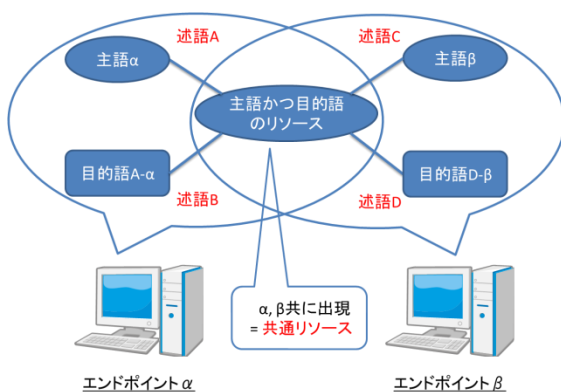 述語A
述語C
主語α
主語β
主語かつ目的語
のリソース
目的語A-α
目的語D-β
述語B
述語D
α, β共に出現
= 共通リソース
エンドポイントα
エンドポイントβ